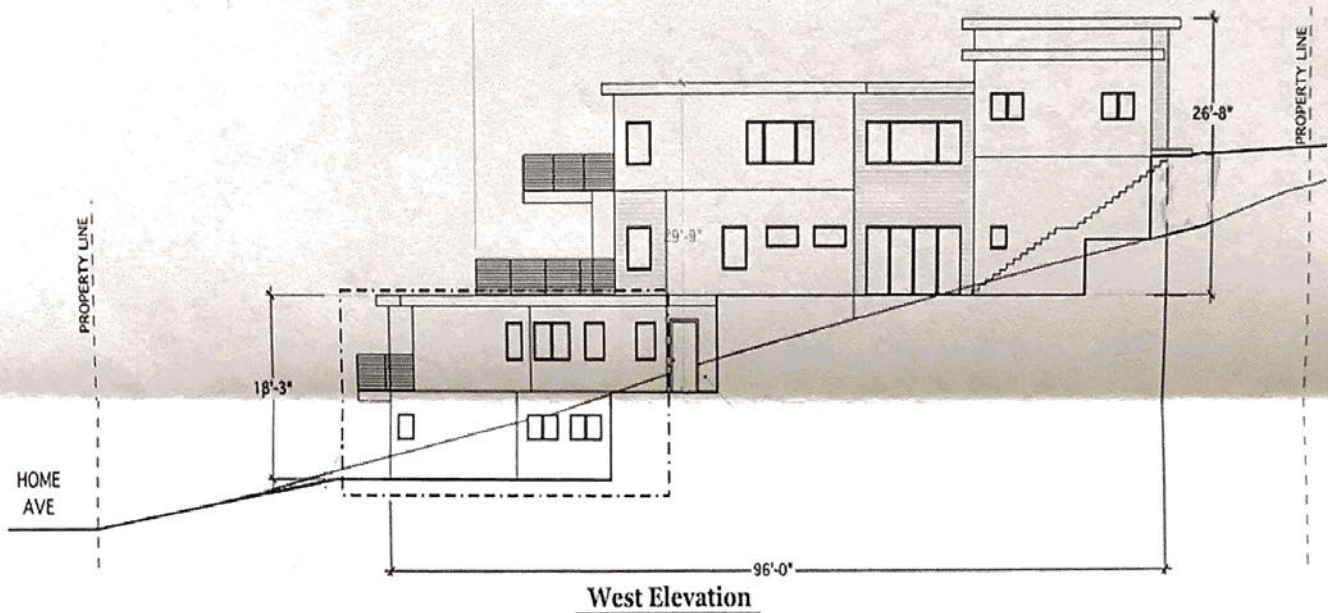 PROPERTY LINE
PROPERTY LINE
26'-8"
29'-9"
18'-3"
HOME
AVE
96'-0"
West Elevation